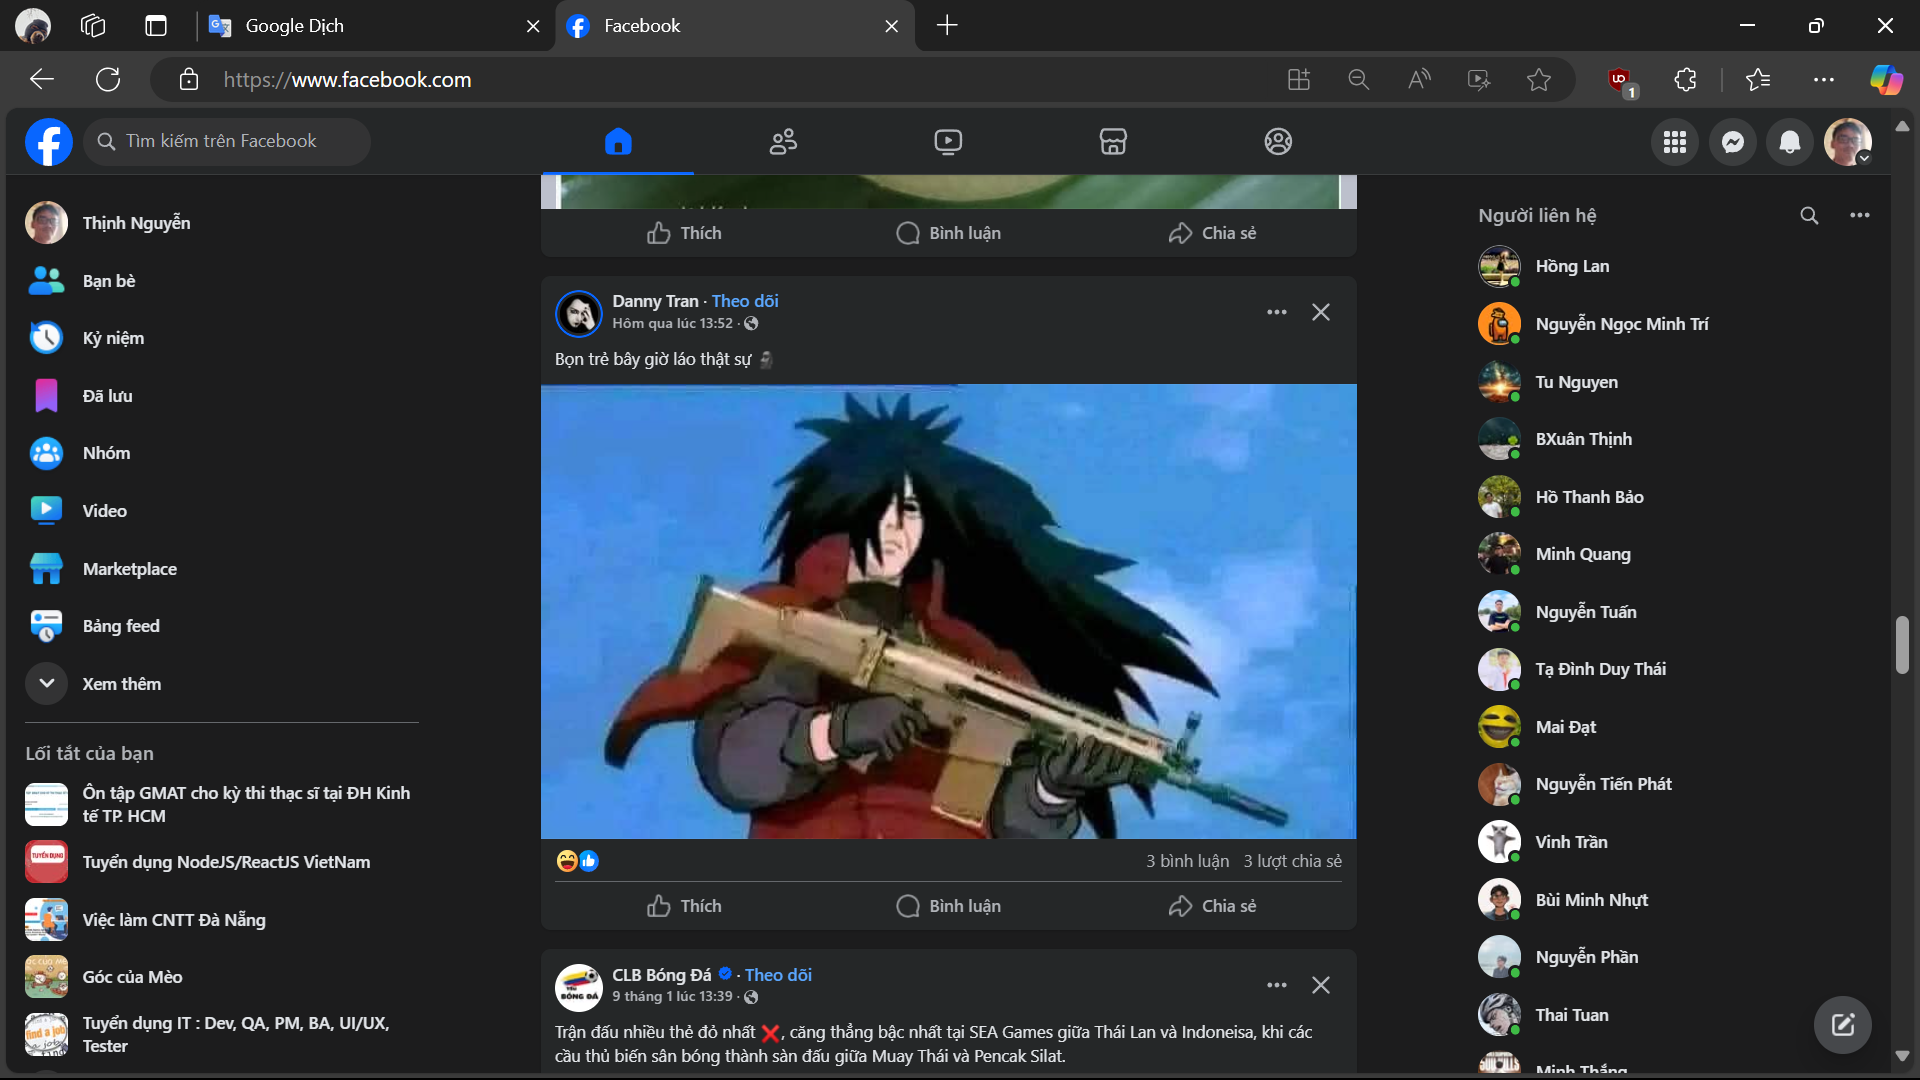 Google Dịch
Facebook
https://www.facebook.com
1
Tìm kiếm trên Facebook
Thịnh Nguyễn
Bạn bè
Kỷ niệm
Đã lưu
Nhóm
Video
Marketplace
Bảng feed
Xem thêm
Lối tắt của bạn
Ôn tập GMAT cho kỳ thi thạc sĩ tại ĐH Kinh
tế TP. HCM
TUYỂN DỤNG
Tuyển dụng NodeJS/ReactJS VietNam
Việc làm CNTT Đà Nẵng
Góc của Mèo
Tuyển dụng IT : Dev, QA, PM, BA, UI/UX,
Tester
Thích
Bình luận
Chia sẻ
Danny Tran · Theo dõi
Hôm qua lúc 13:52 ·
Bọn trẻ bây giờ láo thật sự
3 bình luận 3 lượt chia sẻ
Thích
Bình luận
Chia sẻ
BÓNG ĐÁ
CLB Bóng Đá · Theo dõi
9 tháng 1 lúc 13:39 ·
Trận đấu nhiều thẻ đỏ nhất ❌, căng thẳng bậc nhất tại SEA Games giữa Thái Lan và Indoneisa, khi các
cầu thủ biến sân bóng thành sàn đấu giữa Muay Thái và Pencak Silat.
Người liên hệ
Hồng Lan
Nguyễn Ngọc Minh Trí
Tu Nguyen
BXuân Thịnh
Hồ Thanh Bảo
Minh Quang
Nguyễn Tuấn
Tạ Đình Duy Thái
Mai Đạt
Nguyễn Tiến Phát
Vinh Trần
Bùi Minh Nhựt
Nguyễn Phần
Thai Tuan
Minh Thắng